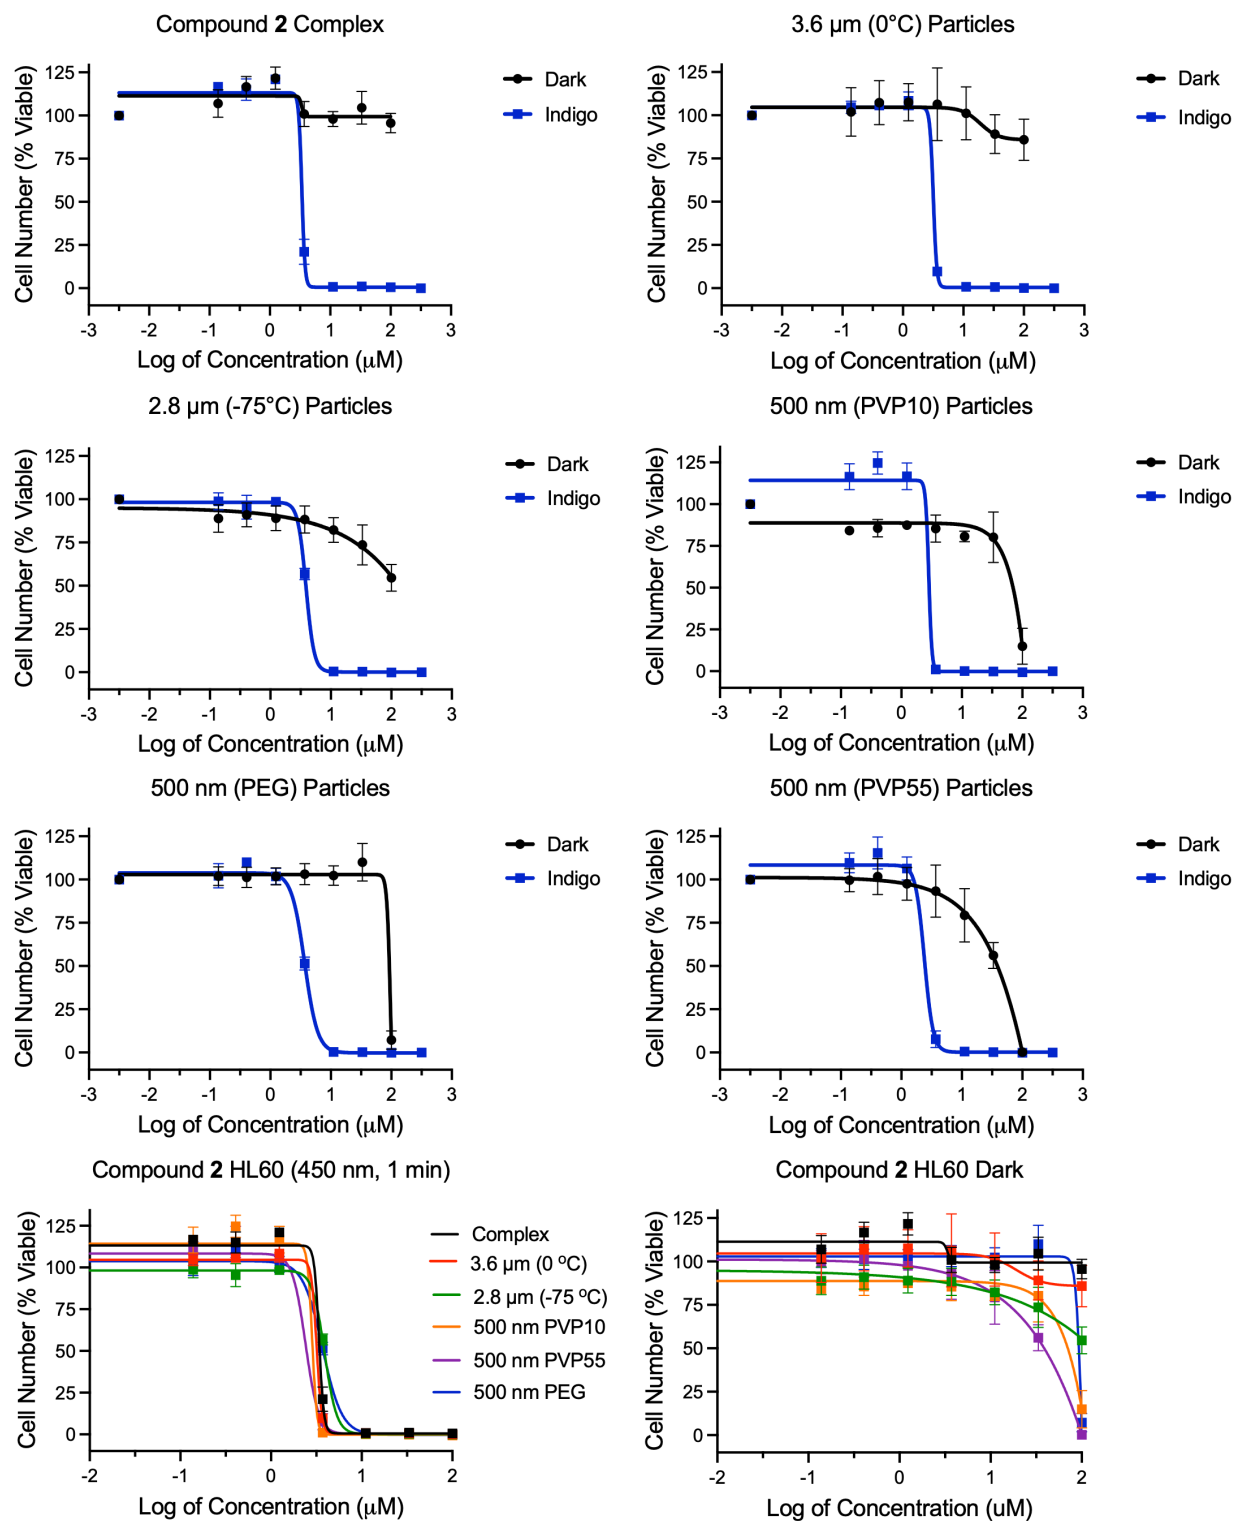 Compound 2 Complex
Cell Number (% Viable)
125
100
75
50
25
0
-3 -2 -1 0 1 2 3
Log of Concentration (μM)
Dark
Indigo
3.6 μm (0°C) Particles
Cell Number (% Viable)
125
100
75
50
25
0
-3 -2 -1 0 1 2 3
Log of Concentration (μM)
Dark
Indigo
2.8 μm (-75°C) Particles
Cell Number (% Viable)
125
100
75
50
25
0
-3 -2 -1 0 1 2 3
Log of Concentration (μM)
Dark
Indigo
500 nm (PVP10) Particles
Cell Number (% Viable)
125
100
75
50
25
0
-3 -2 -1 0 1 2 3
Log of Concentration (μM)
Dark
Indigo
500 nm (PEG) Particles
Cell Number (% Viable)
125
100
75
50
25
0
-3 -2 -1 0 1 2 3
Log of Concentration (μM)
Dark
Indigo
500 nm (PVP55) Particles
Cell Number (% Viable)
125
100
75
50
25
0
-3 -2 -1 0 1 2 3
Log of Concentration (μM)
Dark
Indigo
Compound 2 HL60 (450 nm, 1 min)
Cell Number (% Viable)
125
100
75
50
25
0
-2 -1 0 1 2
Log of Concentration (μM)
Complex
3.6 μm (0 °C)
2.8 μm (-75 °C)
500 nm PVP10
500 nm PVP55
500 nm PEG
Compound 2 HL60 Dark
Cell Number (% Viable)
125
100
75
50
25
0
-2 -1 0 1 2
Log of Concentration (uM)